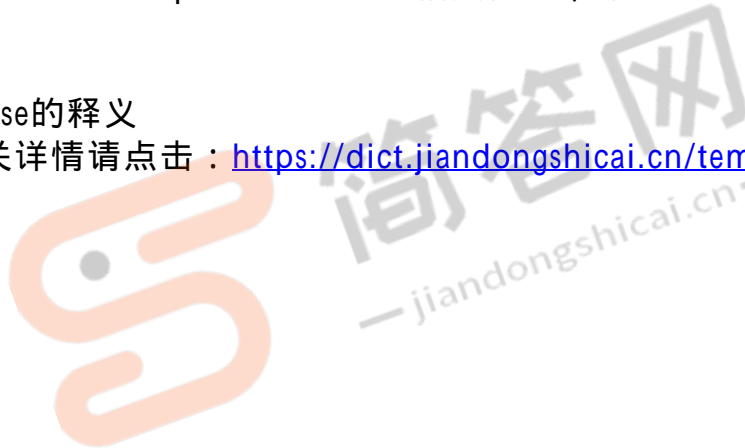 se的释义
详情请点击：https://dict.jiandongshicai.cn/tem
简答网
jiandongshicai.cn